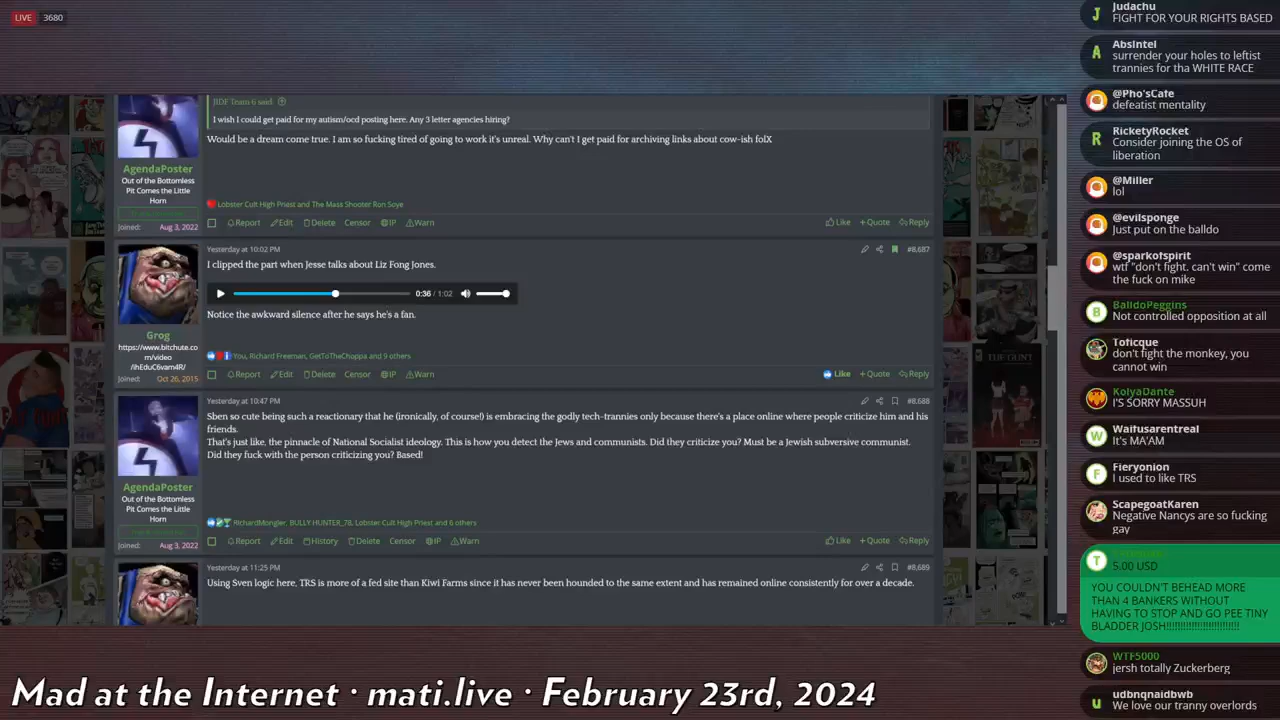 LIVE 3680
JIDF Team 6 said:
I wish I could get paid for my autism/ocd posting here. Any 3 letter agencies hiring?
Would be a dream come true. I am so fucking tired of going to work it's unreal. Why can't I get paid for archiving links about cow-ish folX
AgendaPoster
Out of the Bottomless
Pit Comes the Little
Horn
Joined: Aug 3, 2022
Lobster Cult High Priest and The Mass Shooter Ron Soye
Report Edit Delete Censor IP Warn
Like +Quote Reply
Yesterday at 10:02 PM
#8,687
I clipped the part when Jesse talks about Liz Fong Jones.
0:36 / 1:02
Notice the awkward silence after he says he's a fan.
Grog
https://www.bitchute.co
m/video
/ihEduC6vam4R/
Joined: Oct 26, 2015
You, Richard Freeman, GetToTheChoppa and 9 others
Report Edit Delete Censor IP Warn
Like +Quote Reply
Yesterday at 10:47 PM
#8,688
Sben so cute being such a reactionary that he (ironically, of course!) is embracing the godly tech-trannies only because there's a place online where people criticize him and his
friends.
That's just like, the pinnacle of National Socialist ideology. This is how you detect the Jews and communists. Did they criticize you? Must be a Jewish subversive communist.
Did they fuck with the person criticizing you? Based!
AgendaPoster
Out of the Bottomless
Pit Comes the Little
Horn
Joined: Aug 3, 2022
RichardMongler, BULLY HUNTER_78, Lobster Cult High Priest and 6 others
Report Edit History Delete Censor IP Warn
Like +Quote Reply
Yesterday at 11:25 PM
#8,689
Using Sven logic here, TRS is more of a fed site than Kiwi Farms since it has never been hounded to the same extent and has remained online consistently for over a decade.
J
Judachu
FIGHT FOR YOUR RIGHTS BASED
A
AbsIntel
surrender your holes to leftist
trannies for tha WHITE RACE
@Pho'sCafe
defeatist mentality
R
RicketyRocket
Consider joining the OS of
liberation
@Miller
lol
@evilsponge
Just put on the balldo
@sparkofspirit
wtf "don't fight. can't win" come
the fuck on mike
B
BalldoPeggins
Not controlled opposition at all
Toficque
don't fight the monkey, you
cannot win
KolyaDante
I'S SORRY MASSUH
W
Waifusarentreal
It's MA'AM
F
Fieryonion
I used to like TRS
ScapegoatKaren
Negative Nancys are so fucking
gay
T
5.00 USD
YOU COULDN'T BEHEAD MORE
THAN 4 BANKERS WITHOUT
HAVING TO STOP AND GO PEE TINY
BLADDER JOSH!!!!!!!!!!!!!!!!!!!!!!!!!!
WTF5000
jersh totally Zuckerberg
u
udbnqnaidbwb
We love our tranny overlords
Mad at the Internet · mati.live · February 23rd, 2024